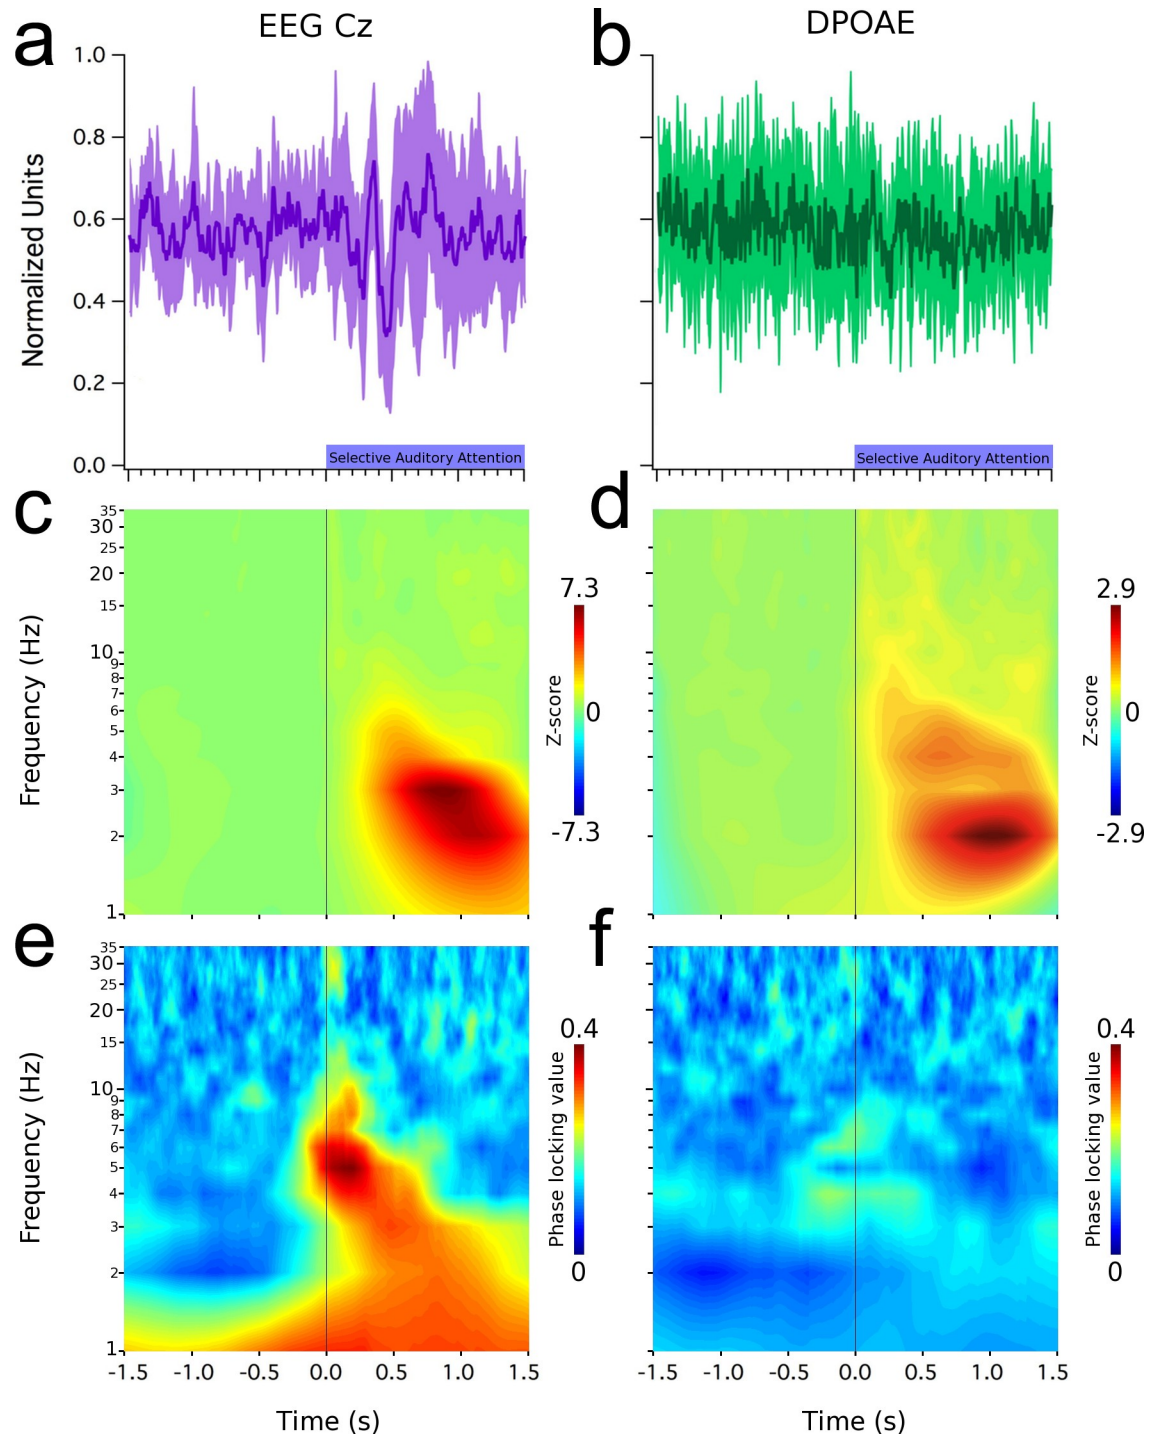 a
EEG Cz
b
DPOAE
Normalized Units
1.0
0.8
0.6
0.4
0.2
0.0
Selective Auditory Attention
Selective Auditory Attention
c
Frequency (Hz)
35
30
25
20
15
10
9
8
7
6
5
4
3
2
1
7.3
Z-score
0
-7.3
d
2.9
Z-score
0
-2.9
e
Frequency (Hz)
35
30
25
20
15
10
9
8
7
6
5
4
3
2
1
-1.5 -1.0 -0.5 0.0 0.5 1.0 1.5
Time (s)
0.4
Phase locking value
0
f
-1.5 -1.0 -0.5 0.0 0.5 1.0 1.5
Time (s)
0.4
Phase locking value
0